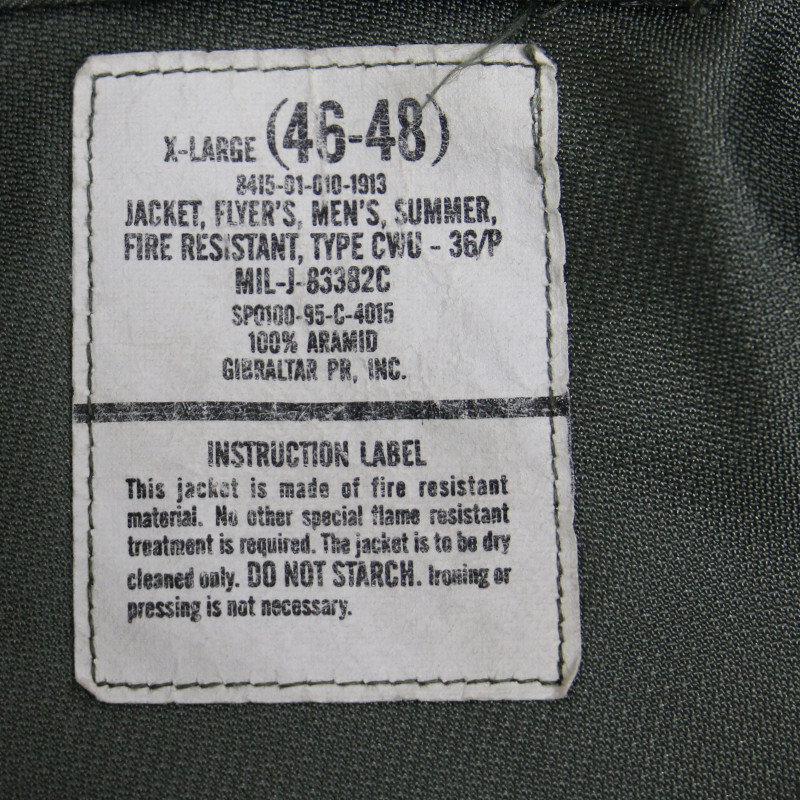 X-LARGE (46-48)
8415-01-010-1913
JACKET, FLYER'S, MEN'S, SUMMER,
FIRE RESISTANT, TYPE CWU - 36/P
MIL-J-83382C
SPO100-95-C-4015
100% ARAMID
GIBRALTAR PR, INC.
INSTRUCTION LABEL
This jacket is made of fire resistant
material. No other special flame resistant
treatment is required. The jacket is to be dry
cleaned only. DO NOT STARCH. Ironing or
pressing is not necessary.